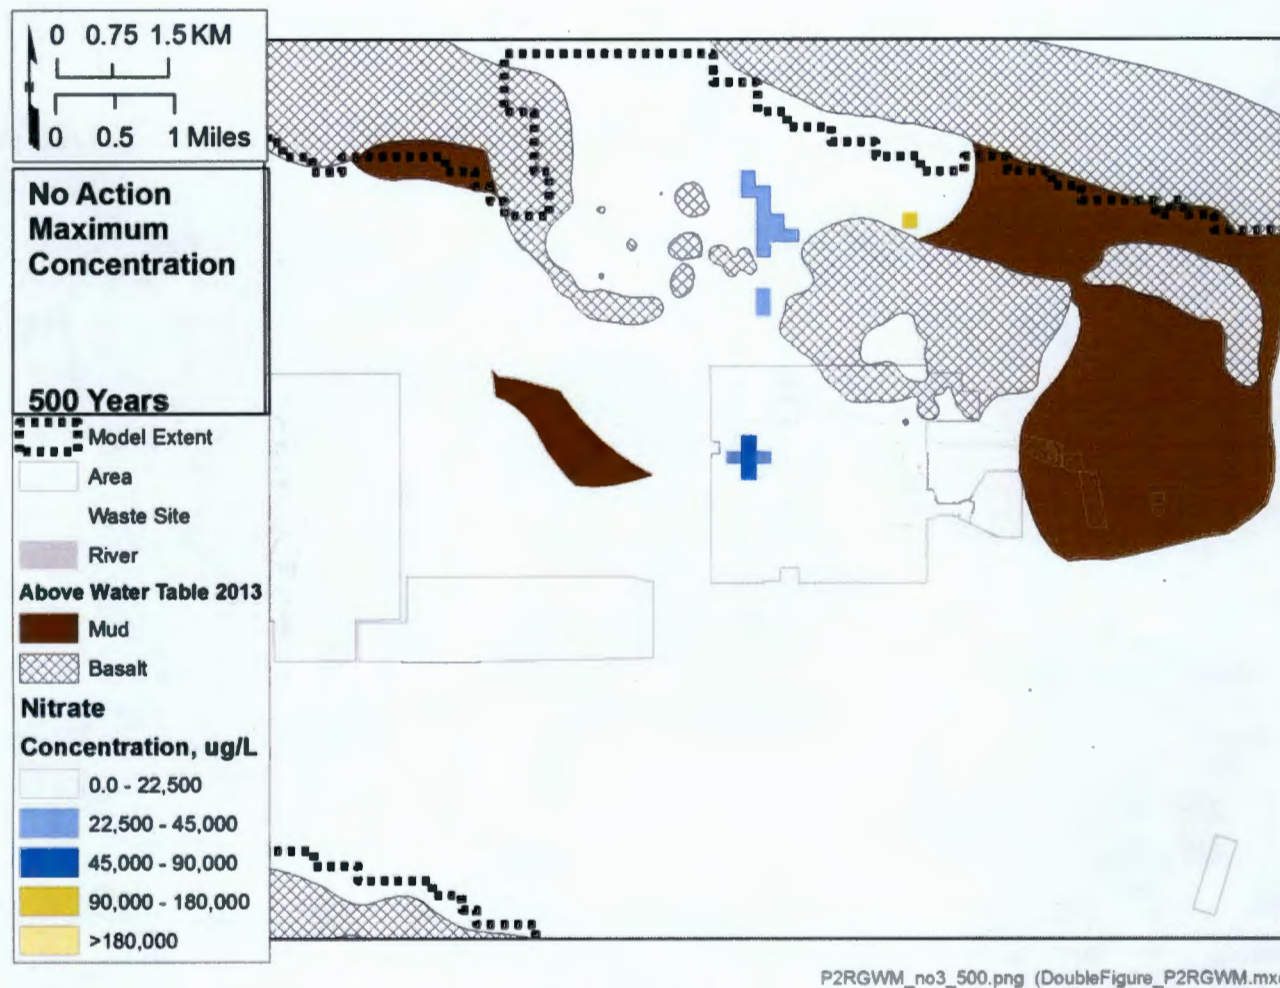 0 0.75 1.5 KM
0 0.5 1 Miles
No Action
Maximum
Concentration
500 Years
Model Extent
Area
Waste Site
River
Above Water Table 2013
Mud
Basalt
Nitrate
Concentration, ug/L
0.0 - 22,500
22,500 - 45,000
45,000 - 90,000
90,000 - 180,000
>180,000
P2RGWM_no3_500.png (DoubleFigure_P2RGWM.mx